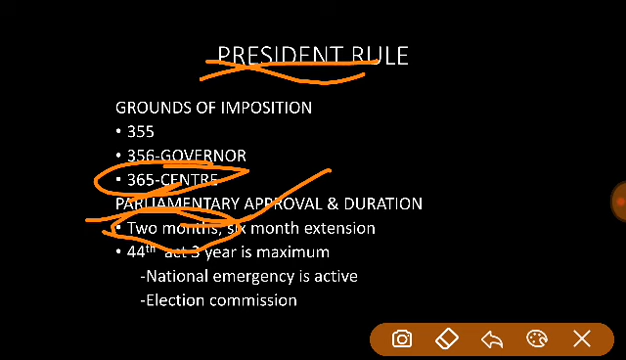 PRESIDENT RULE
GROUNDS OF IMPOSITION
• 355
• 356-GOVERNOR
• 365-CENTRE
PARLIAMENTARY APPROVAL & DURATION
• Two months, six month extension
• 44th act 3 year is maximum
-National emergency is active
-Election commission